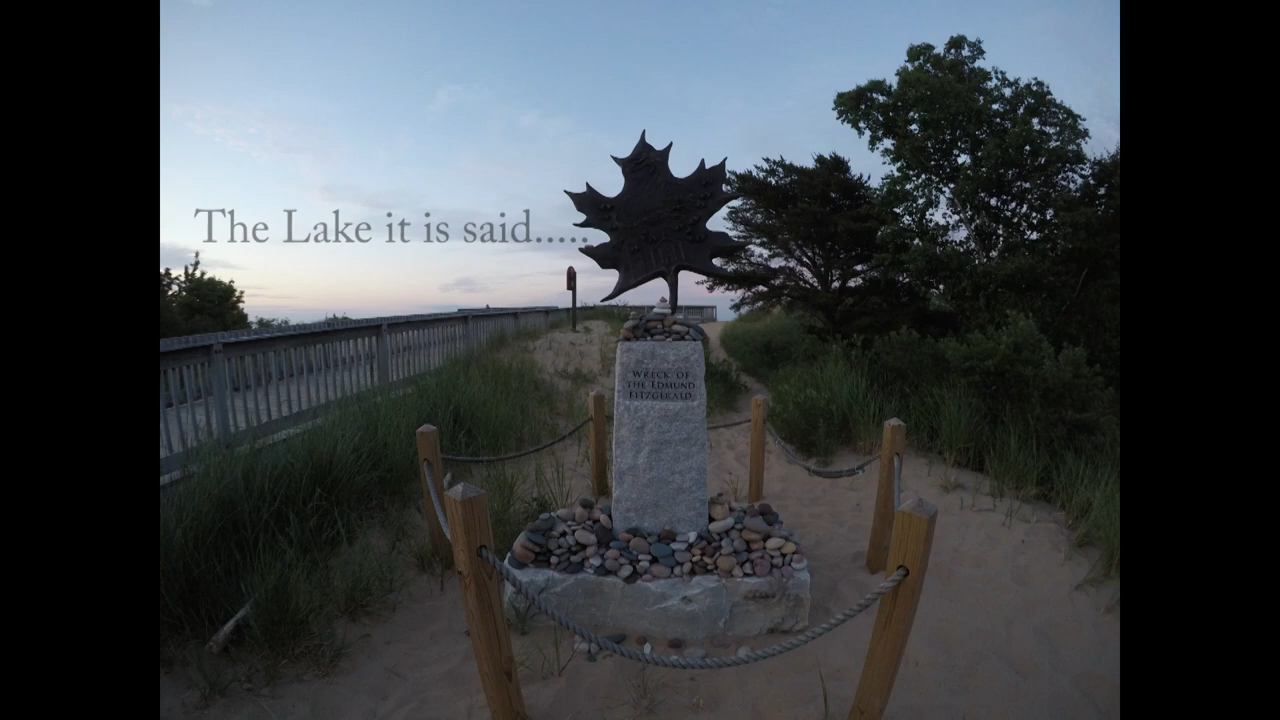 The Lake it is said.....
WRECK OF
THE EDMUND
FITZGERALD